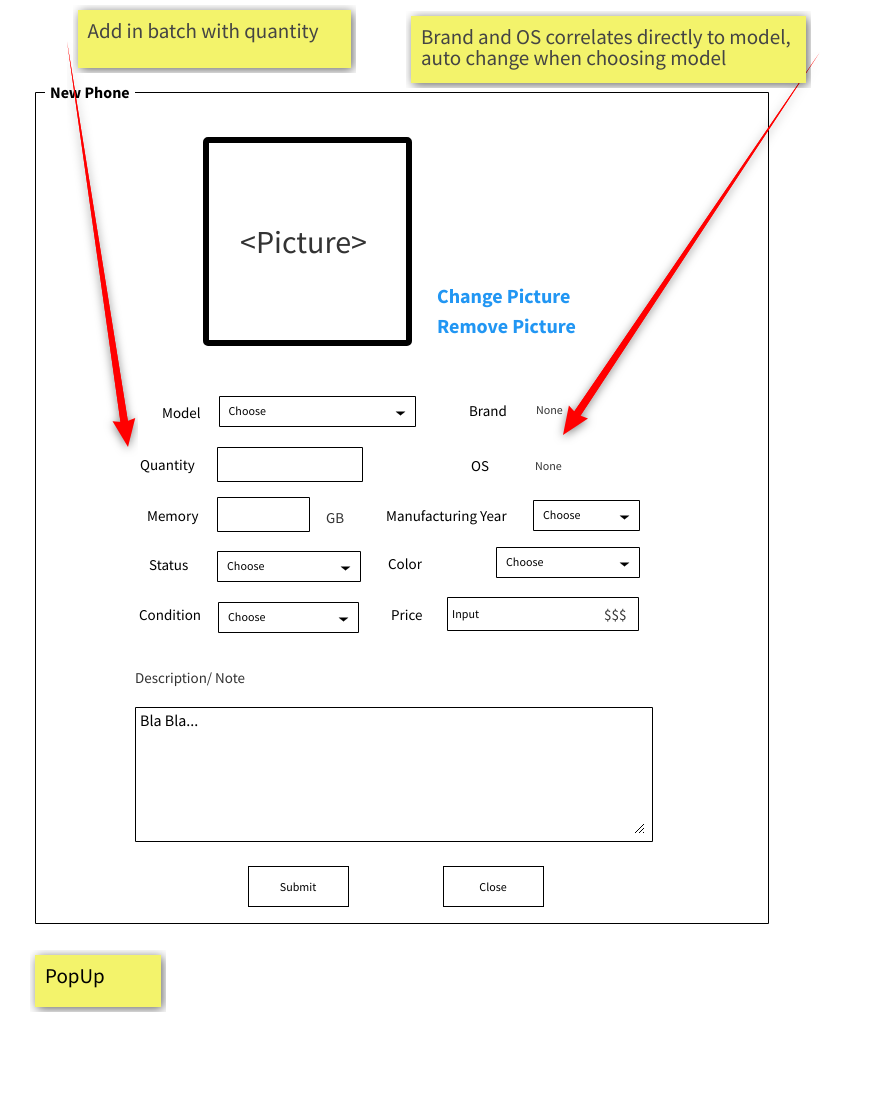 Add in batch with quantity
Brand and OS correlates directly to model,
auto change when choosing model
New Phone
<Picture>
Change Picture
Remove Picture
Model Choose Brand None
Quantity OS None
Memory GB Manufacturing Year Choose
Status Choose Color Choose
Condition Choose Price Input $$$
Description/ Note
Bla Bla...
Submit Close
PopUp